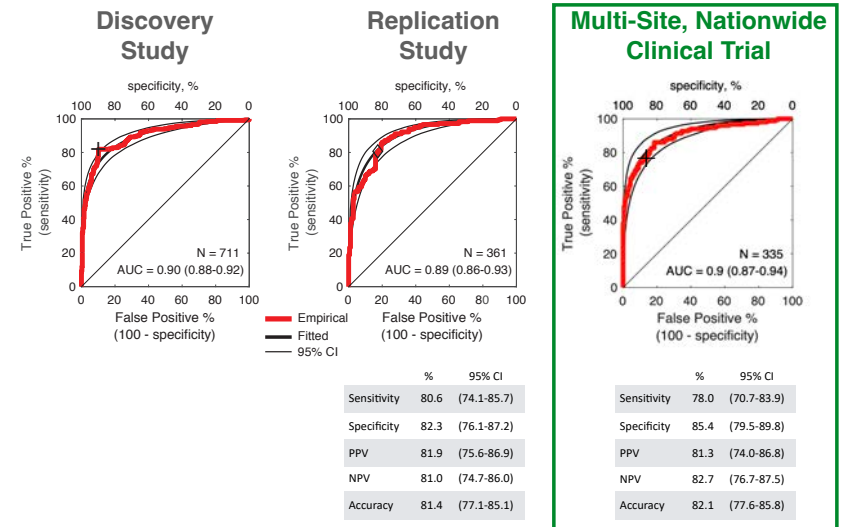 Discovery
Study
specificity, %
100 80 60 40 20 0
100
80
60
40
20
0
True Positive %
(sensitivity)
N = 711
AUC = 0.90 (0.88-0.92)
0 20 40 60 80 100
False Positive %
(100 - specificity)
Replication
Study
specificity, %
100 80 60 40 20 0
100
80
60
40
20
0
True Positive %
(sensitivity)
N = 361
AUC = 0.89 (0.86-0.93)
0 20 40 60 80 100
False Positive %
(100 - specificity)
Empirical
Fitted
95% CI
% 95% CI
Sensitivity 80.6 (74.1-85.7)
Specificity 82.3 (76.1-87.2)
PPV 81.9 (75.6-86.9)
NPV 81.0 (74.7-86.0)
Accuracy 81.4 (77.1-85.1)
Multi-Site, Nationwide
Clinical Trial
specificity, %
100 80 60 40 20 0
100
80
60
40
20
0
True Positive %
(sensitivity)
N = 335
AUC = 0.9 (0.87-0.94)
0 20 40 60 80 100
False Positive %
(100 - specificity)
% 95% CI
Sensitivity 78.0 (70.7-83.9)
Specificity 85.4 (79.5-89.8)
PPV 81.3 (74.0-86.8)
NPV 82.7 (76.7-87.5)
Accuracy 82.1 (77.6-85.8)